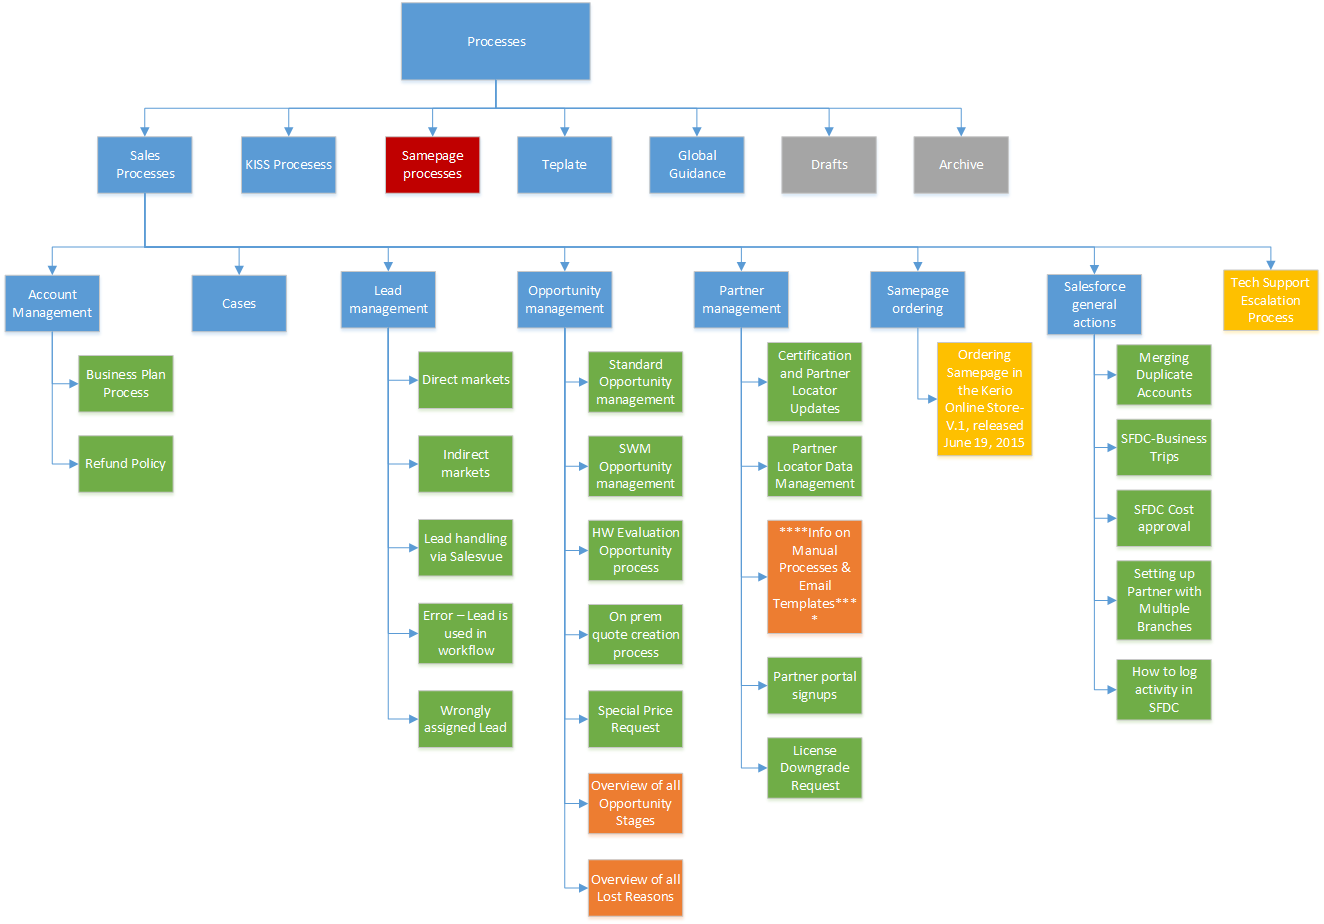 Processes
Sales
Processes
KISS Procesess
Samepage
processes
Teplate
Global
Guidance
Drafts
Archive
Account
Management
Cases
Lead
management
Opportunity
management
Partner
management
Samepage
ordering
Salesforce
general
actions
Tech Support
Escalation
Process
Business Plan
Process
Refund Policy
Direct markets
Indirect
markets
Lead handling
via Salesvue
Error – Lead is
used in
workflow
Wrongly
assigned Lead
Standard
Opportunity
management
SWM
Opportunity
management
HW Evaluation
Opportunity
process
On prem
quote creation
process
Special Price
Request
Overview of all
Opportunity
Stages
Overview of all
Lost Reasons
Certification
and Partner
Locator
Updates
Partner
Locator Data
Management
****Info on
Manual
Processes &
Email
Templates***
*
Partner portal
signups
License
Downgrade
Request
Ordering
Samepage in
the Kerio
Online Store-
V.1, released
June 19, 2015
Merging
Duplicate
Accounts
SFDC-Business
Trips
SFDC Cost
approval
Setting up
Partner with
Multiple
Branches
How to log
activity in
SFDC